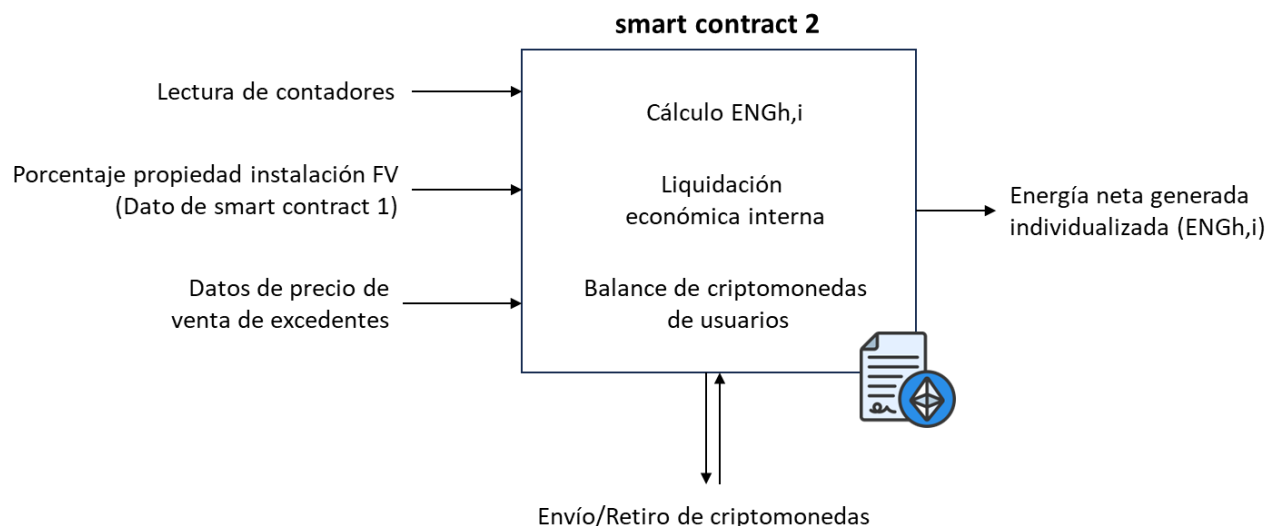 smart contract 2
Lectura de contadores
Porcentaje propiedad instalación FV
(Dato de smart contract 1)
Datos de precio de
venta de excedentes
Cálculo ENGh,i
Liquidación
económica interna
Balance de criptomonedas
de usuarios
Energía neta generada
individualizada (ENGh,i)
Envío/Retiro de criptomonedas